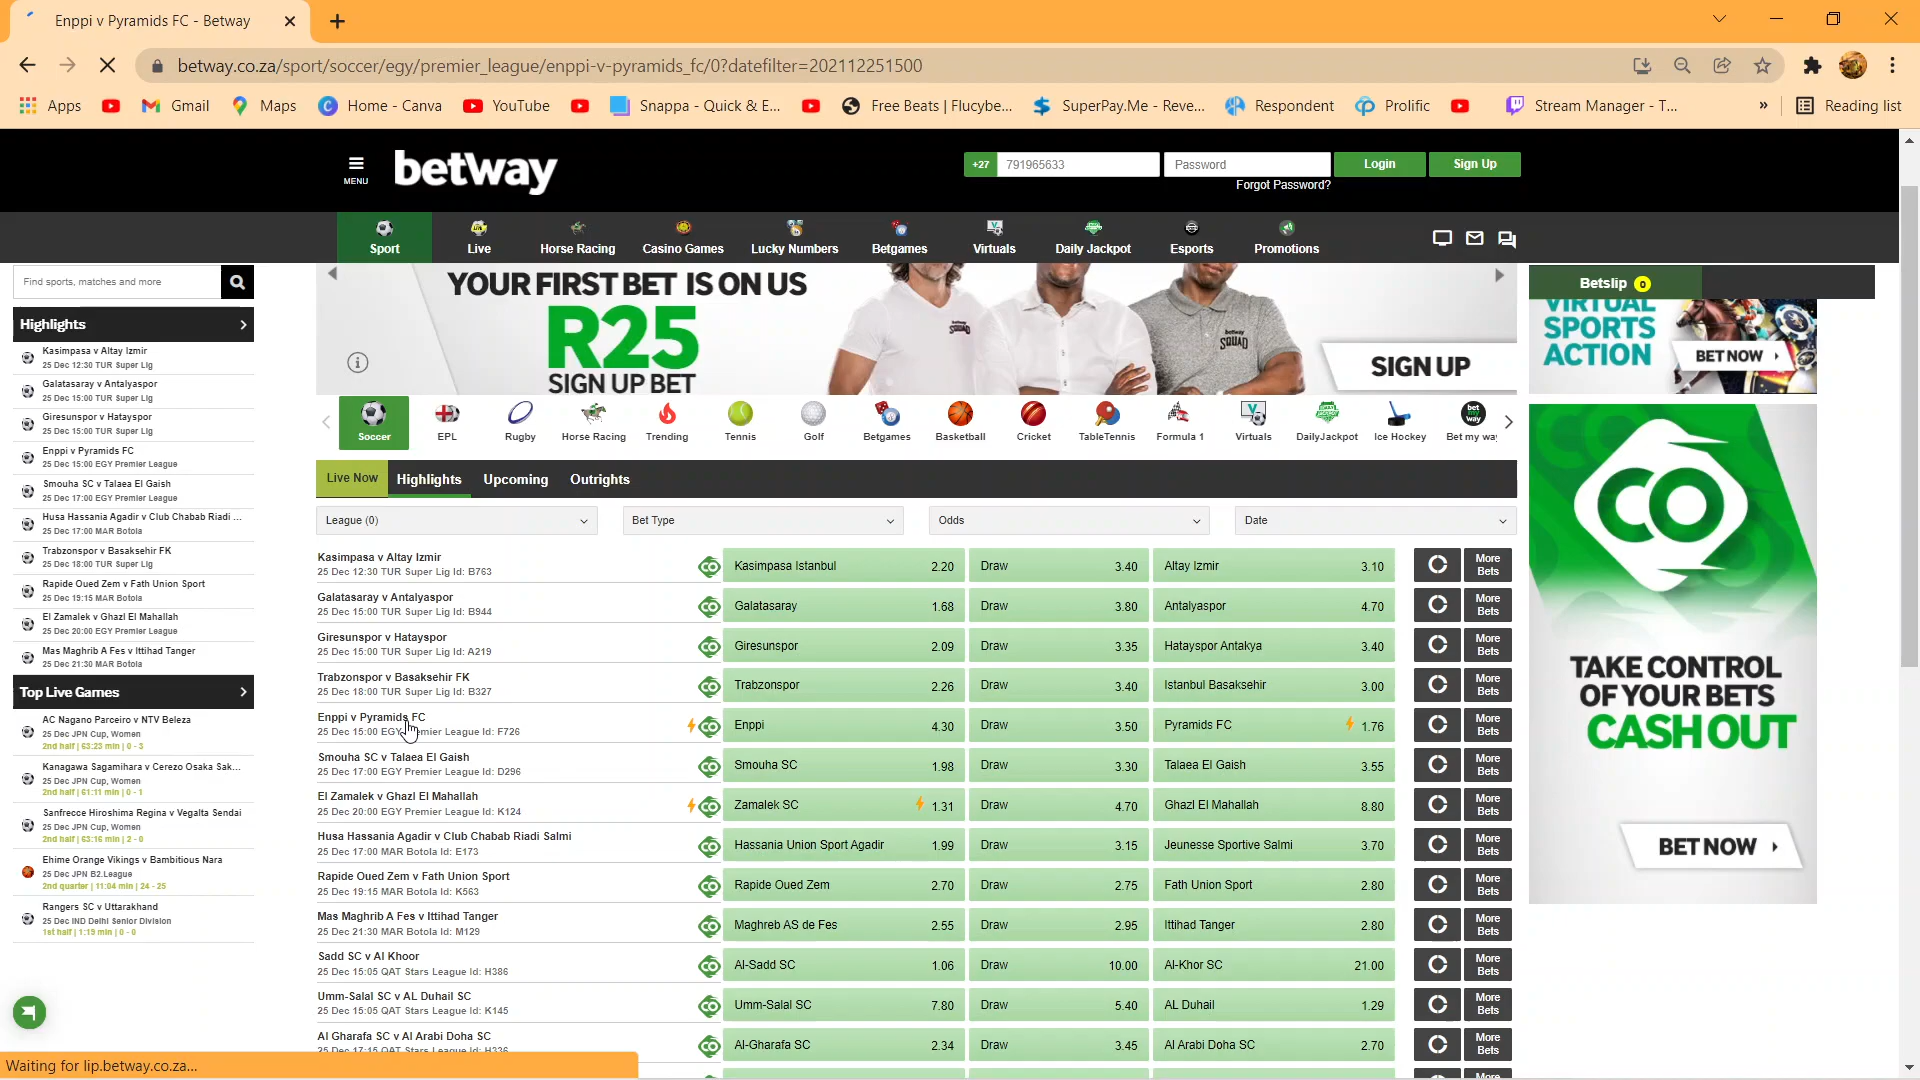 Enppi v Pyramids FC - Betway
betway.co.za/sport/soccer/egy/premier_league/enppi-v-pyramids_fc/0?datefilter=202112251500
Apps
Gmail
Maps
Home - Canva
YouTube
Snappa - Quick & E...
Free Beats | Flucybe...
SuperPay.Me - Reve...
Respondent
Prolific
Stream Manager - T...
»
Reading list
MENU
betway
+27
791965633
Password
Login
Sign Up
Forgot Password?
Sport
Live
Horse Racing
Casino Games
Lucky Numbers
Betgames
Virtuals
Daily Jackpot
Esports
Promotions
Find sports, matches and more
Highlights
Kasimpasa v Altay Izmir
25 Dec 12:30 TUR Super Lig
Galatasaray v Antalyaspor
25 Dec 15:00 TUR Super Lig
Giresunspor v Hatayspor
25 Dec 15:00 TUR Super Lig
Enppi v Pyramids FC
25 Dec 15:00 EGY Premier League
Smouha SC v Talaea El Gaish
25 Dec 17:00 EGY Premier League
Husa Hassania Agadir v Club Chabab Riadi ...
25 Dec 17:00 MAR Botola
Trabzonspor v Basaksehir FK
25 Dec 18:00 TUR Super Lig
Rapide Oued Zem v Fath Union Sport
25 Dec 19:15 MAR Botola
El Zamalek v Ghazl El Mahallah
25 Dec 20:00 EGY Premier League
Mas Maghrib A Fes v Ittihad Tanger
25 Dec 21:30 MAR Botola
Top Live Games
AC Nagano Parceiro v NTV Beleza
25 Dec JPN Cup, Women
2nd half | 63:23 min | 0 - 3
Kanagawa Sagamihara v Cerezo Osaka Sak...
25 Dec JPN Cup, Women
2nd half | 61:11 min | 0 - 1
Sanfrecce Hiroshima Regina v Vegalta Sendai
25 Dec JPN Cup, Women
2nd half | 63:16 min | 2 - 0
Ehime Orange Vikings v Bambitious Nara
25 Dec JPN B2.League
2nd quarter | 11:04 min | 24 - 25
Rangers SC v Uttarakhand
25 Dec IND Delhi Senior Division
1st half | 1:19 min | 0 - 0
YOUR FIRST BET IS ON US
R25
SIGN UP BET
betway SQUAD
betway SQUAD
SIGN UP
Soccer
EPL
Rugby
Horse Racing
Trending
Tennis
Golf
Betgames
Basketball
Cricket
TableTennis
Formula 1
Virtuals
DailyJackpot
Ice Hockey
bet my way
Bet my way
Live Now
Highlights
Upcoming
Outrights
League (0)
Bet Type
Odds
Date
Kasimpasa v Altay Izmir
25 Dec 12:30 TUR Super Lig Id: B763
Kasimpasa Istanbul 2.20 Draw 3.40 Altay Izmir 3.10 More Bets
Galatasaray v Antalyaspor
25 Dec 15:00 TUR Super Lig Id: B944
Galatasaray 1.68 Draw 3.80 Antalyaspor 4.70 More Bets
Giresunspor v Hatayspor
25 Dec 15:00 TUR Super Lig Id: A219
Giresunspor 2.09 Draw 3.35 Hatayspor Antakya 3.40 More Bets
Trabzonspor v Basaksehir FK
25 Dec 18:00 TUR Super Lig Id: B327
Trabzonspor 2.26 Draw 3.40 Istanbul Basaksehir 3.00 More Bets
Enppi v Pyramids FC
25 Dec 15:00 EGY League Id: F726
Enppi 4.30 Draw 3.50 Pyramids FC 1.76 More Bets
Smouha SC v Talaea El Gaish
25 Dec 17:00 EGY Premier League Id: D296
Smouha SC 1.98 Draw 3.30 Talaea El Gaish 3.55 More Bets
El Zamalek v Ghazl El Mahallah
25 Dec 20:00 EGY Premier League Id: K124
Zamalek SC 1.31 Draw 4.70 Ghazl El Mahallah 8.80 More Bets
Husa Hassania Agadir v Club Chabab Riadi Salmi
25 Dec 17:00 MAR Botola Id: E173
Hassania Union Sport Agadir 1.99 Draw 3.15 Jeunesse Sportive Salmi 3.70 More Bets
Rapide Oued Zem v Fath Union Sport
25 Dec 19:15 MAR Botola Id: K563
Rapide Oued Zem 2.70 Draw 2.75 Fath Union Sport 2.80 More Bets
Mas Maghrib A Fes v Ittihad Tanger
25 Dec 21:30 MAR Botola Id: M129
Maghreb AS de Fes 2.55 Draw 2.95 Ittihad Tanger 2.80 More Bets
Sadd SC v Al Khoor
25 Dec 15:05 QAT Stars League Id: H386
Al-Sadd SC 1.06 Draw 10.00 Al-Khor SC 21.00 More Bets
Umm-Salal SC v AL Duhail SC
25 Dec 15:05 QAT Stars League Id: K145
Umm-Salal SC 7.80 Draw 5.40 AL Duhail 1.29 More Bets
Al Gharafa SC v Al Arabi Doha SC
25 Dec 17:15 QAT Stars League Id: H336
Al-Gharafa SC 2.34 Draw 3.45 Al Arabi Doha SC 2.70 More Bets
More
Betslip 0
VIRTUAL
SPORTS
ACTION
BET NOW
TAKE CONTROL
OF YOUR BETS
CASH OUT
BET NOW
Waiting for lip.betway.co.za...